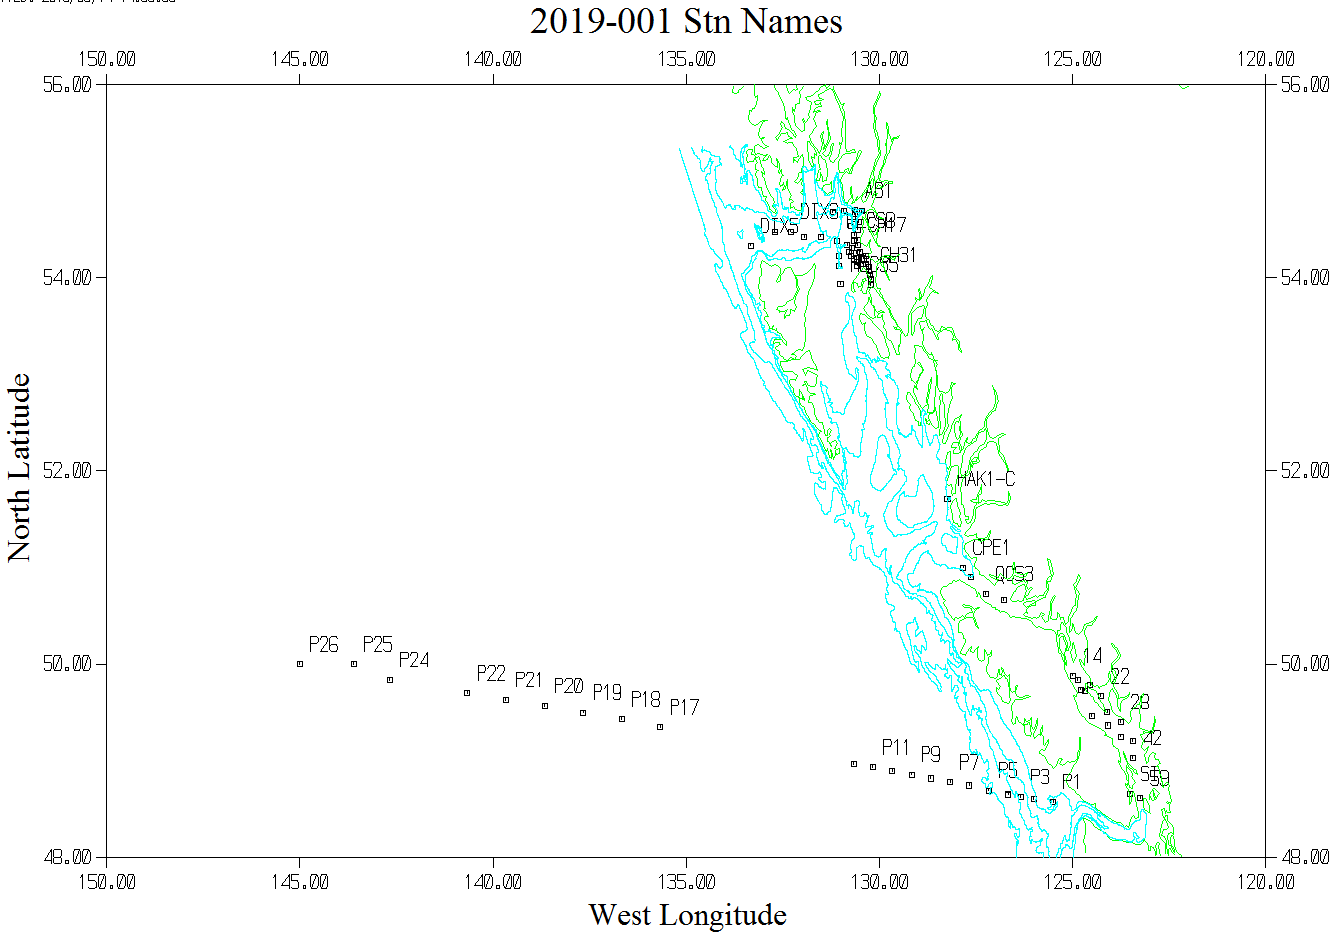 2019-001 Stn Names
150.00 145.00 140.00 135.00 130.00 125.00 120.00
56.00 56.00
AB1
DIX5
CH31
54.00 54.00
North Latitude
52.00 52.00
HAK1-C
CPE1
QCS3
P26 P25 P24
14
50.00 50.00
P22 P21 P20 P19 P18 P17
22
23
42
P11 P9 P7 P5 P3 P1
59
48.00 48.00
150.00 145.00 140.00 135.00 130.00 125.00 120.00
West Longitude